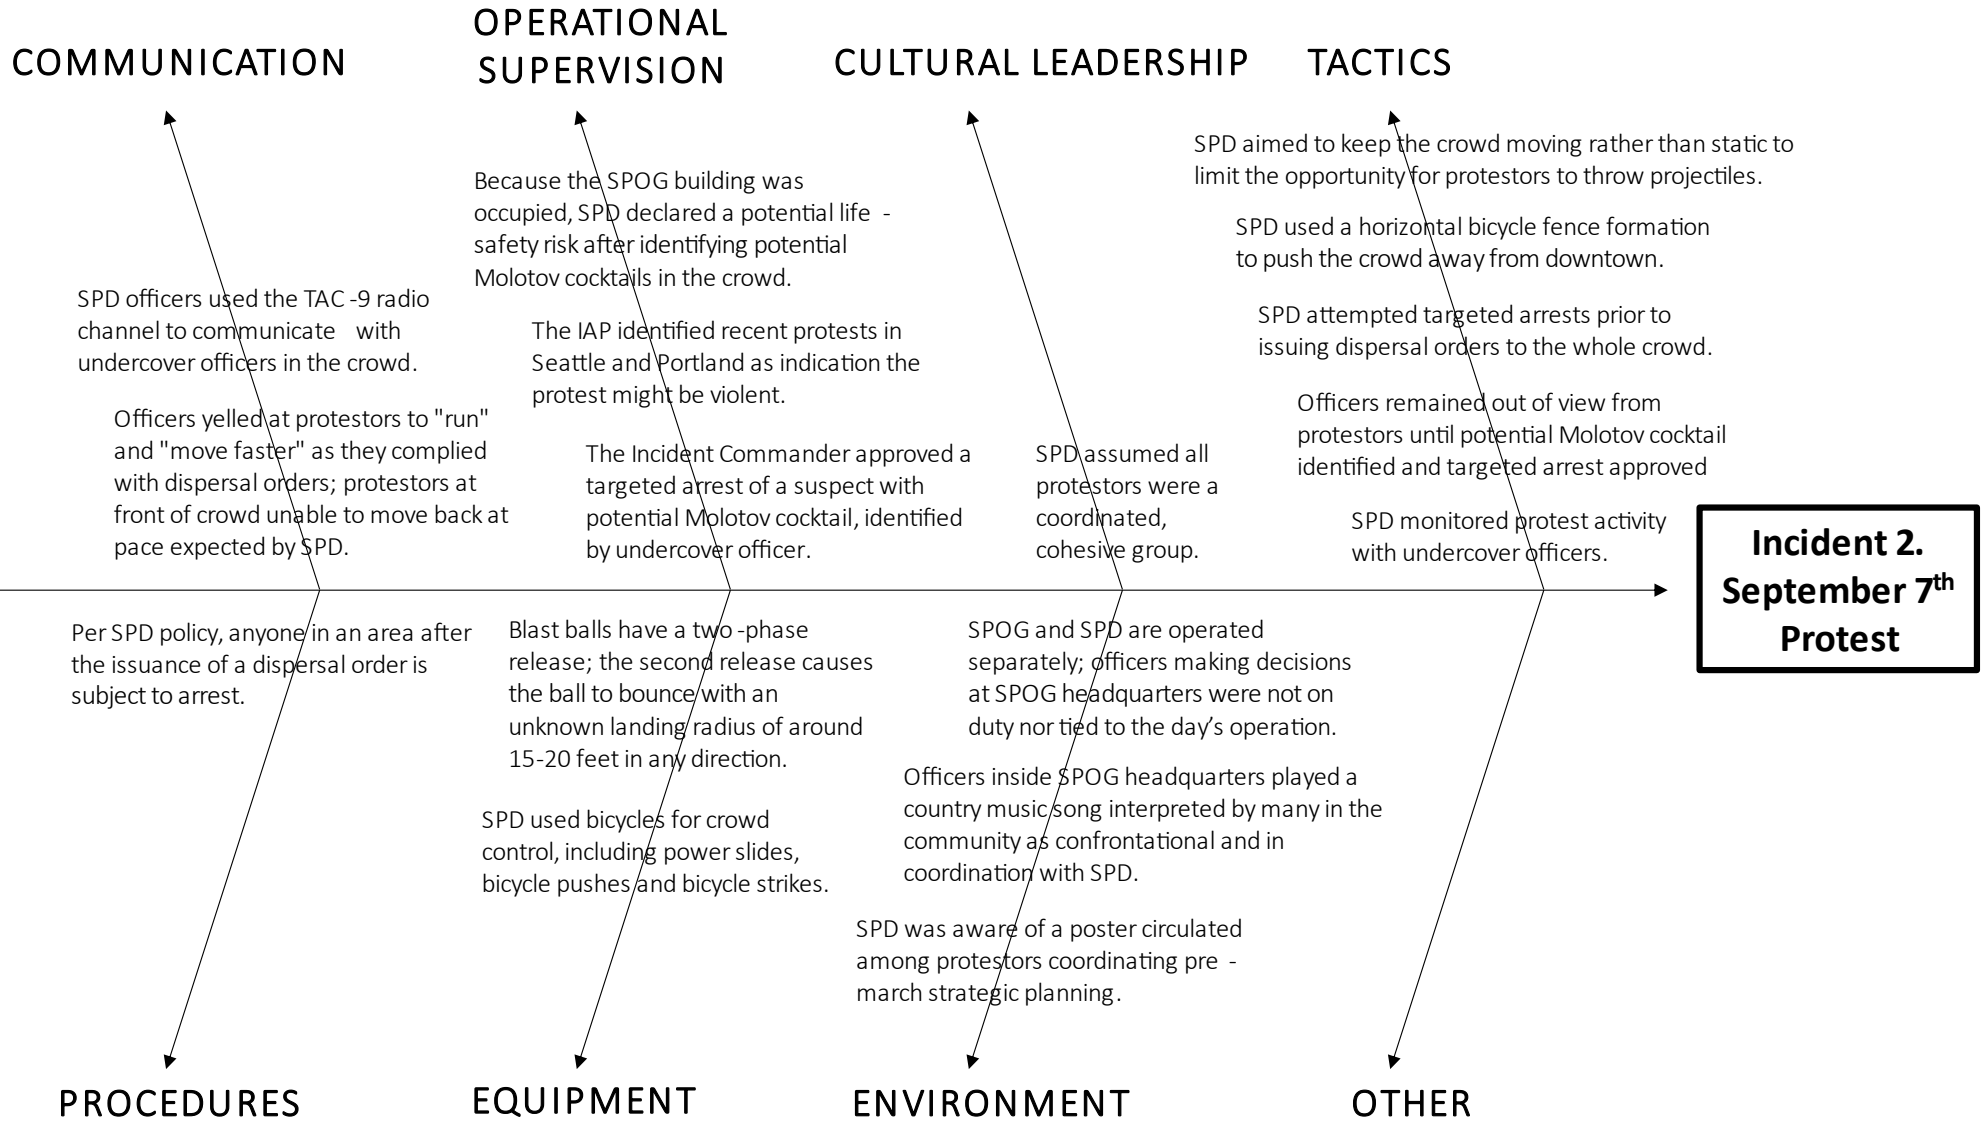 COMMUNICATION
OPERATIONAL
SUPERVISION
CULTURAL LEADERSHIP
TACTICS
SPD officers used the TAC -9 radio
channel to communicate with
undercover officers in the crowd.
Officers yelled at protestors to "run"
and "move faster" as they complied
with dispersal orders; protestors at
front of crowd unable to move back at
pace expected by SPD.
Because the SPOG building was
occupied, SPD declared a potential life -
safety risk after identifying potential
Molotov cocktails in the crowd.
The IAP identified recent protests in
Seattle and Portland as indication the
protest might be violent.
The Incident Commander approved a
targeted arrest of a suspect with
potential Molotov cocktail, identified
by undercover officer.
SPD assumed all
protestors were a
coordinated,
cohesive group.
SPD aimed to keep the crowd moving rather than static to
limit the opportunity for protestors to throw projectiles.
SPD used a horizontal bicycle fence formation
to push the crowd away from downtown.
SPD attempted targeted arrests prior to
issuing dispersal orders to the whole crowd.
Officers remained out of view from
protestors until potential Molotov cocktail
identified and targeted arrest approved
SPD monitored protest activity
with undercover officers.
Incident 2.
September 7th
Protest
Per SPD policy, anyone in an area after
the issuance of a dispersal order is
subject to arrest.
Blast balls have a two -phase
release; the second release causes
the ball to bounce with an
unknown landing radius of around
15-20 feet in any direction.
SPD used bicycles for crowd
control, including power slides,
bicycle pushes and bicycle strikes.
SPOG and SPD are operated
separately; officers making decisions
at SPOG headquarters were not on
duty nor tied to the day’s operation.
Officers inside SPOG headquarters played a
country music song interpreted by many in the
community as confrontational and in
coordination with SPD.
SPD was aware of a poster circulated
among protestors coordinating pre -
march strategic planning.
PROCEDURES
EQUIPMENT
ENVIRONMENT
OTHER